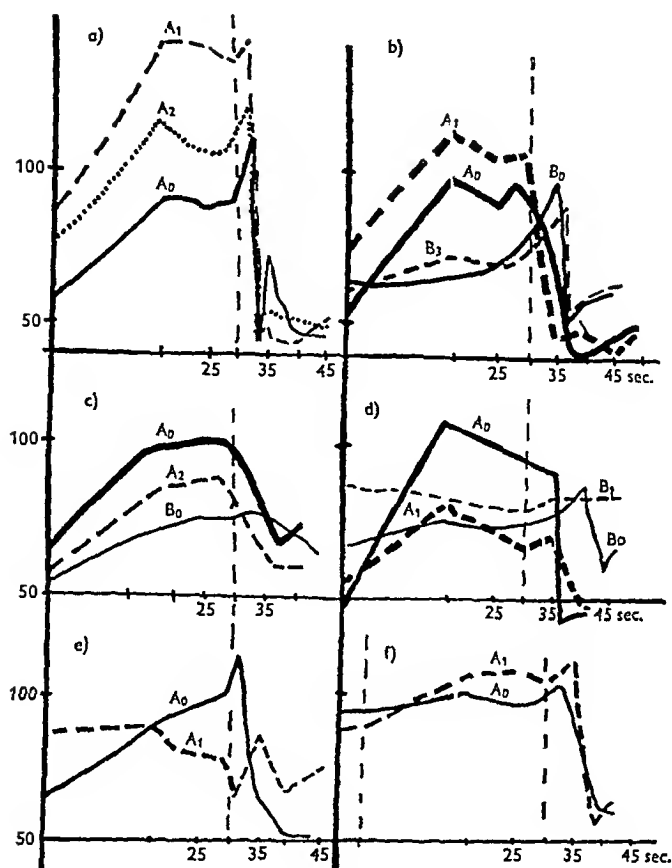 a)
A₁
A₂
A₀
100
50
25 35 45
b)
A₁
A₀
B₀
B₃
25 35 45 sec.
c)
A₀
A₂
B₀
100
50
25 35
d)
A₀
B₁
A₁
B₀
25 35 45 sec.
e)
A₀
A₁
100
50
25 35 45
f)
A₁
A₀
25 35 45 sec.